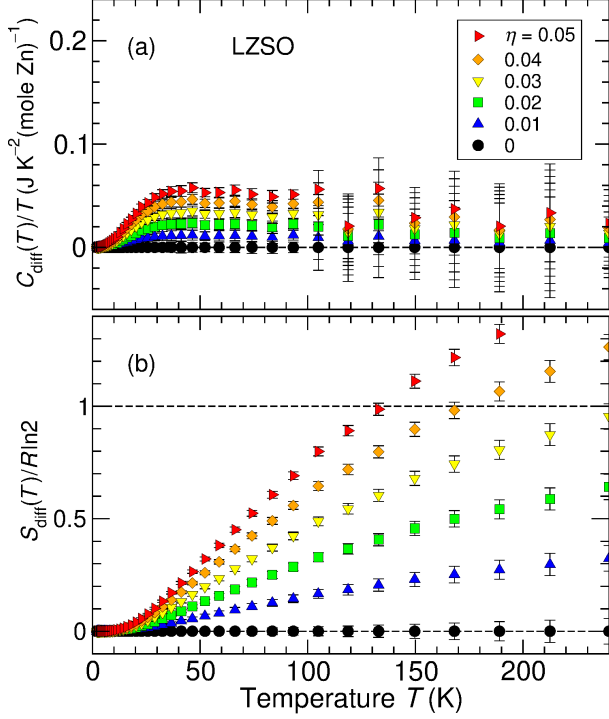 (a)
LZSO
η = 0.05
0.04
0.03
0.02
0.01
0
0.2
0.1
0
C_diff(T)/T (J K⁻²(mole Zn)⁻¹)
(b)
1
0.5
0
S_diff(T)/Rln2
0 50 100 150 200
Temperature T (K)